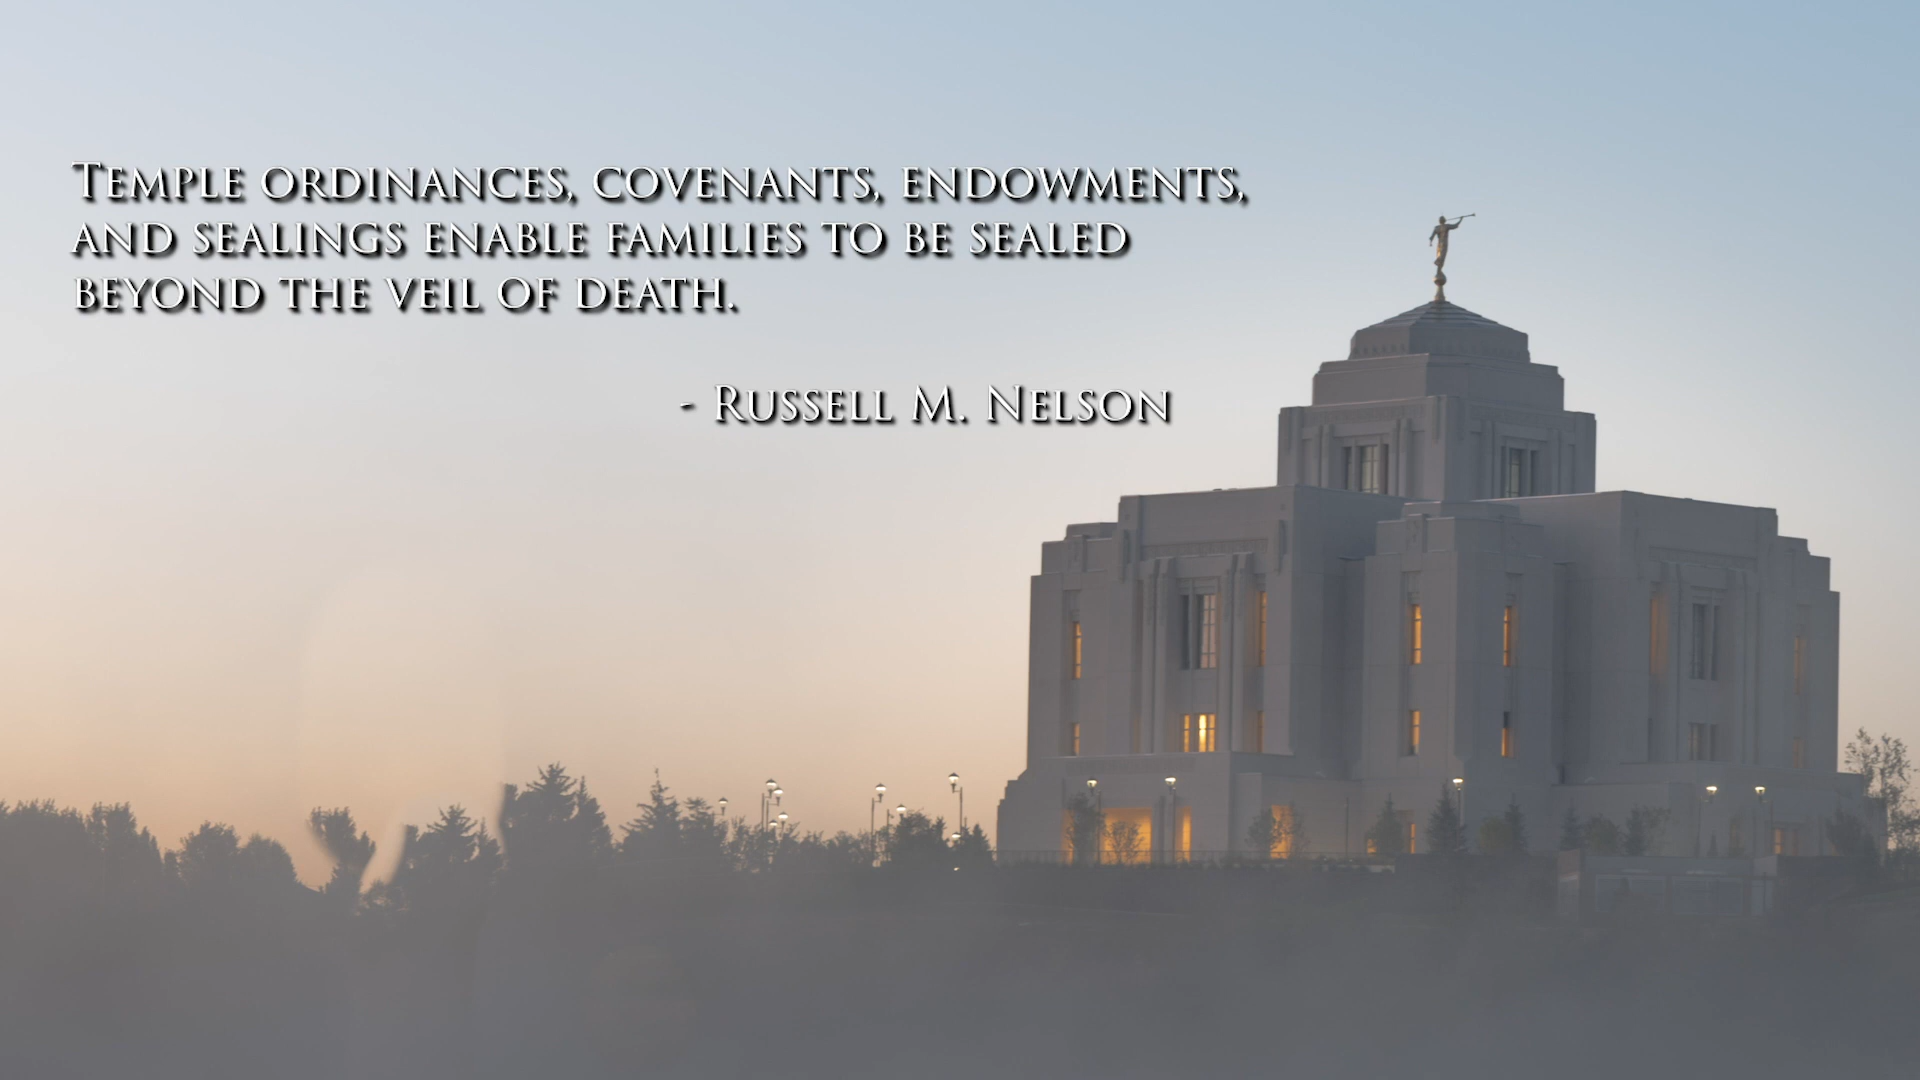 Temple ordinances, covenants, endowments,
and sealings enable families to be sealed
beyond the veil of death.
- Russell M. Nelson